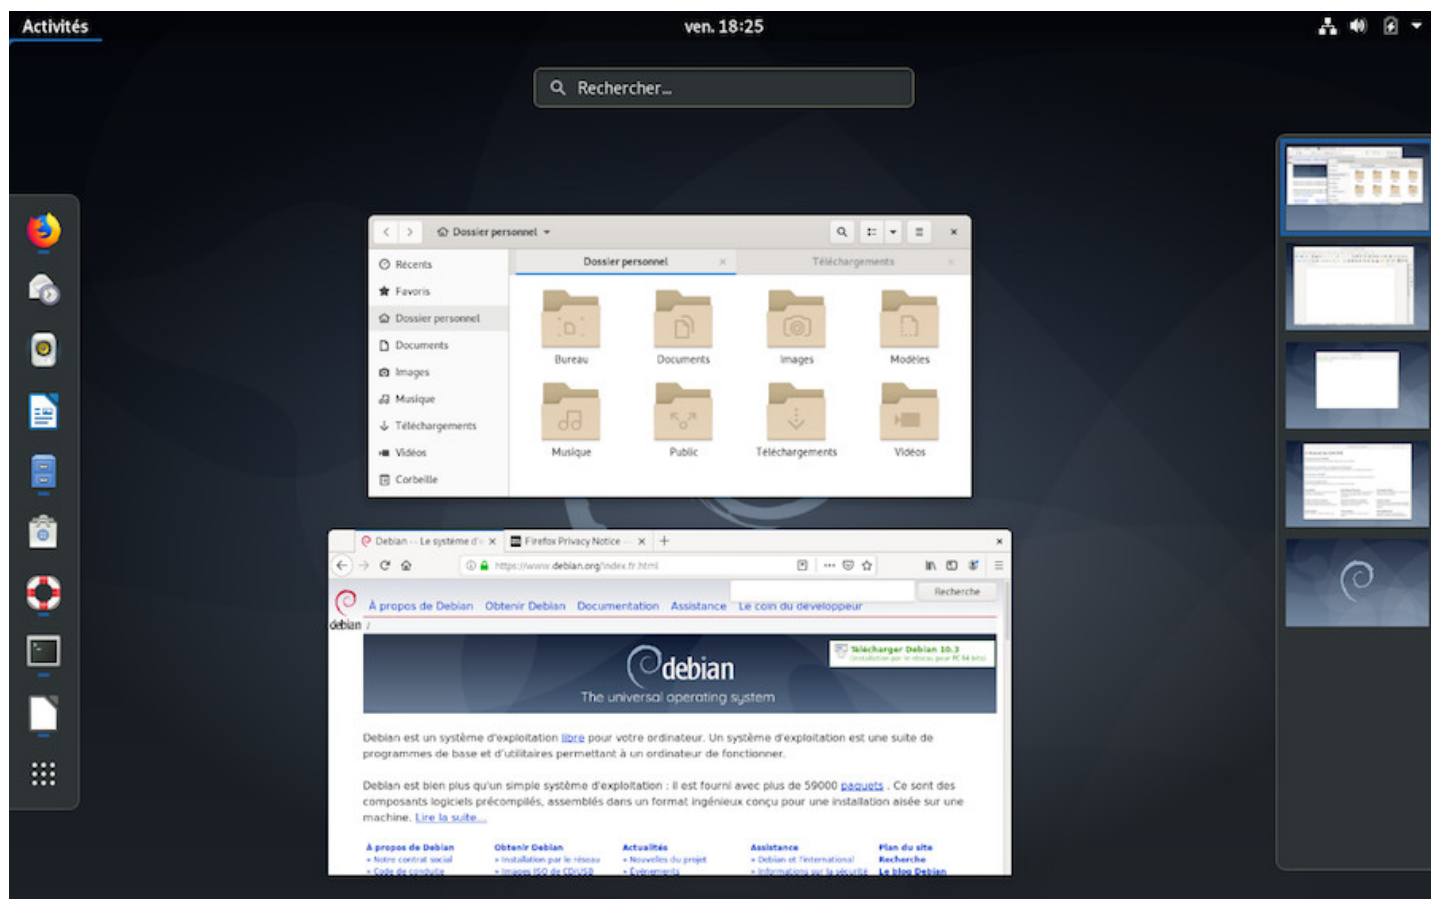 Activités
ven. 18:25
Rechercher...
Dossier personnel
Récents
Favoris
Dossier personnel
Documents
Images
Musique
Téléchargements
Vidéos
Corbeille
Dossier personnel
Téléchargements
Bureau
Documents
Images
Modèles
Musique
Public
Téléchargements
Vidéos
Debian -- Le système d'e
Firefox Privacy Notice —
https://www.debian.org/index.fr.html
Recherche
À propos de Debian Obtenir Debian Documentation Assistance Le coin du développeur
debian /
debian
The universal operating system
Télécharger Debian 10.3
(installation par le réseau pour PC 64 bits)
Debian est un système d'exploitation libre pour votre ordinateur. Un système d'exploitation est une suite de
programmes de base et d'utilitaires permettant à un ordinateur de fonctionner.
Debian est bien plus qu'un simple système d'exploitation : il est fourni avec plus de 59000 paquets . Ce sont des
composants logiciels précompilés, assemblés dans un format ingénieux conçu pour une installation aisée sur une
machine. Lire la suite...
À propos de Debian
» Notre contrat social
» Code de conduite
Obtenir Debian
» Installation par le réseau
» Images ISO de CD/USB
Actualités
» Nouvelles du projet
» Événements
Assistance
» Debian et l'international
» Informations sur la sécurité
Plan du site
Recherche
Le blog Debian